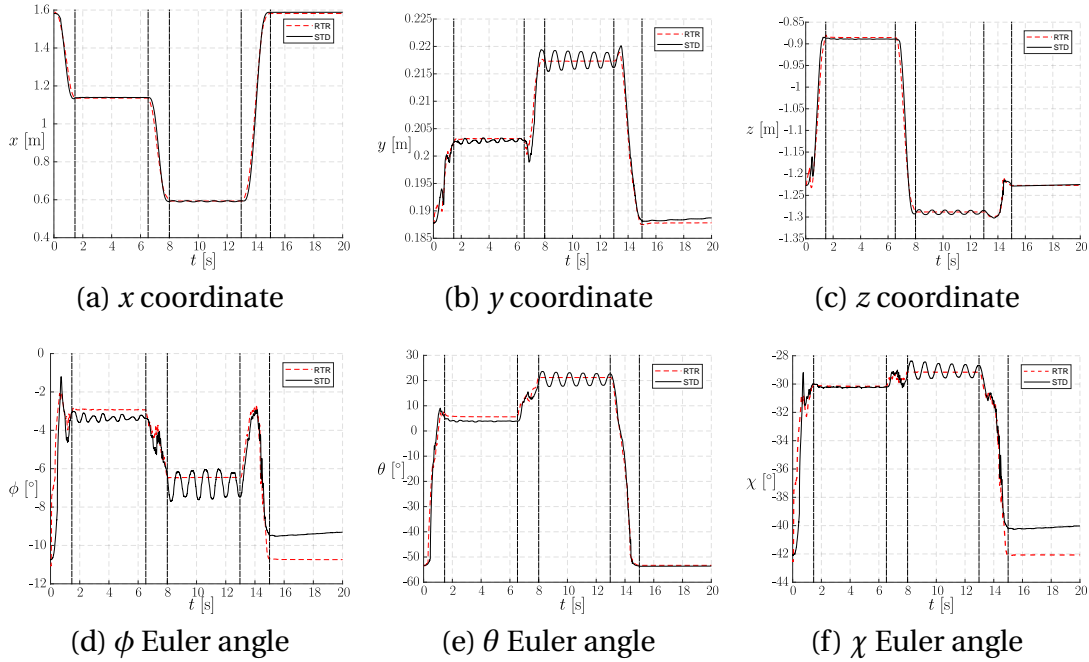 1.6
1.4
1.2
1
0.8
0.6
0.4
x [m]
0 2 4 6 8 10 12 14 16 18 20
t [s]
RTR
STD
(a) x coordinate
0.225
0.22
0.215
0.21
0.205
0.2
0.195
0.19
0.185
y [m]
0 2 4 6 8 10 12 14 16 18 20
t [s]
RTR
STD
(b) y coordinate
-0.85
-0.9
-0.95
-1
-1.05
-1.1
-1.15
-1.2
-1.25
-1.3
-1.35
z [m]
0 2 4 6 8 10 12 14 16 18 20
t [s]
RTR
STD
(c) z coordinate
0
-2
-4
-6
-8
-10
-12
ϕ [°]
0 2 4 6 8 10 12 14 16 18 20
t [s]
RTR
STD
(d) ϕ Euler angle
30
20
10
0
-10
-20
-30
-40
-50
-60
θ [°]
0 2 4 6 8 10 12 14 16 18 20
t [s]
RTR
STD
(e) θ Euler angle
-28
-30
-32
-34
-36
-38
-40
-42
-44
χ [°]
0 2 4 6 8 10 12 14 16 18 20
t [s]
RTR
STD
(f) χ Euler angle